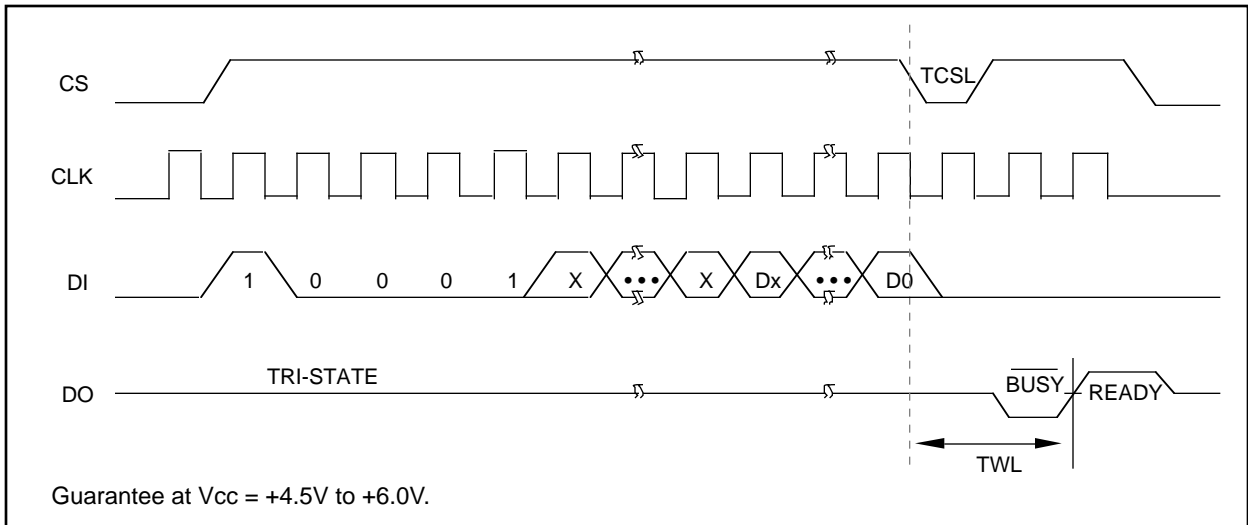 CS
TCSL
CLK
DI
1 0 0 0 1 X ••• X Dx ••• D0
TRI-STATE
DO
BUSY
READY
TWL
Guarantee at Vcc = +4.5V to +6.0V.